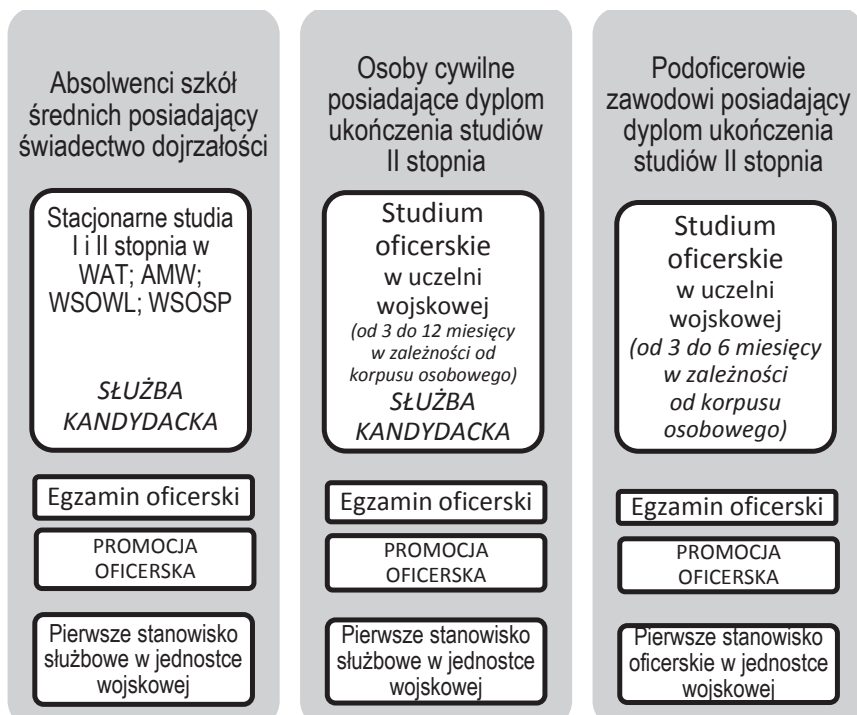 Absolwenci szkół
średnich posiadający
świadectwo dojrzałości
Stacjonarne studia
I i II stopnia w
WAT; AMW;
WSOWL; WSOSP
SŁUŻBA
KANDYDACKA
Egzamin oficerski
PROMOCJA
OFICERSKA
Pierwsze stanowisko
służbowe w jednostce
wojskowej
Osoby cywilne
posiadające dyplom
ukończenia studiów
II stopnia
Studium
oficerskie
w uczelni
wojskowej
(od 3 do 12 miesięcy
w zależności od
korpusu osobowego)
SŁUŻBA
KANDYDACKA
Egzamin oficerski
PROMOCJA
OFICERSKA
Pierwsze stanowisko
służbowe w jednostce
wojskowej
Podoficerowie
zawodowi posiadający
dyplom ukończenia
studiów II stopnia
Studium
oficerskie
w uczelni
wojskowej
(od 3 do 6 miesięcy
w zależności
od korpusu
osobowego)
Egzamin oficerski
PROMOCJA
OFICERSKA
Pierwsze stanowisko
oficerskie w jednostce
wojskowej